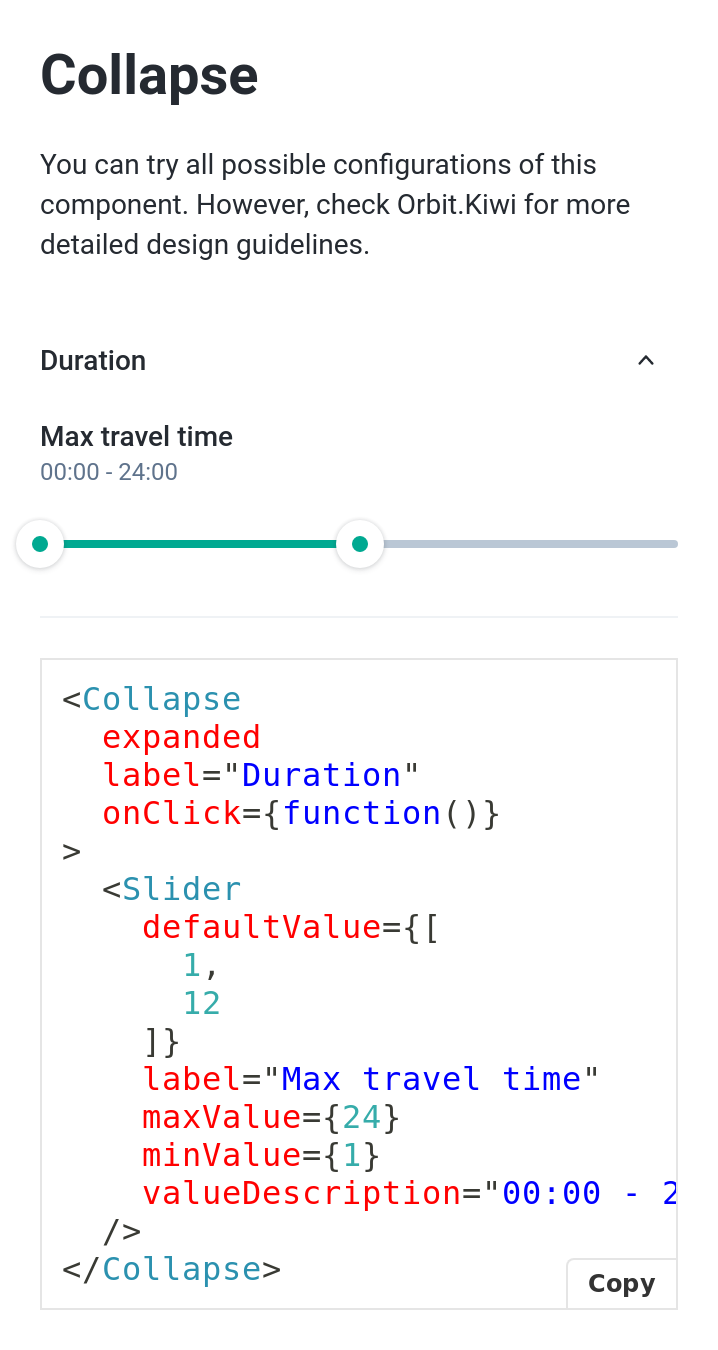 Collapse
You can try all possible configurations of this
component. However, check Orbit.Kiwi for more
detailed design guidelines.
Duration
Max travel time
00:00 - 24:00
<Collapse
  expanded
  label="Duration"
  onClick={function()}
>
  <Slider
    defaultValue={[
      1,
      12
    ]}
    label="Max travel time"
    maxValue={24}
    minValue={1}
    valueDescription="00:00 - 2
  />
</Collapse>
Copy